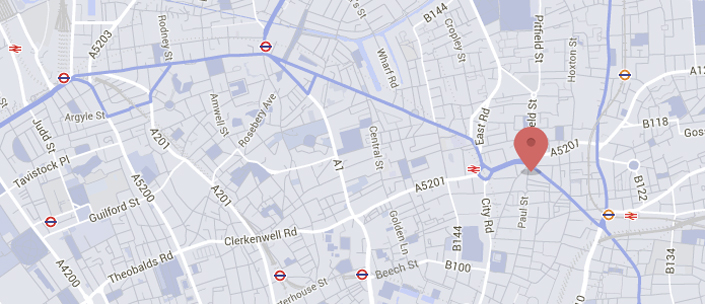 B144
Cropley St
Pitfield St
Rodney St
A5203
Hoxton St
Wharf Rd
Amwell St
Rosebery Ave
East Rd
B118
Argyle St
Judd St
A201
Central St
A1
A5201
Tavistock Pl
A5200
A201
A5201
B122
Guilford St
Paul St
City Rd
Golden Ln
B144
Clerkenwell Rd
Theobalds Rd
A4200
Beech St
B100
B134